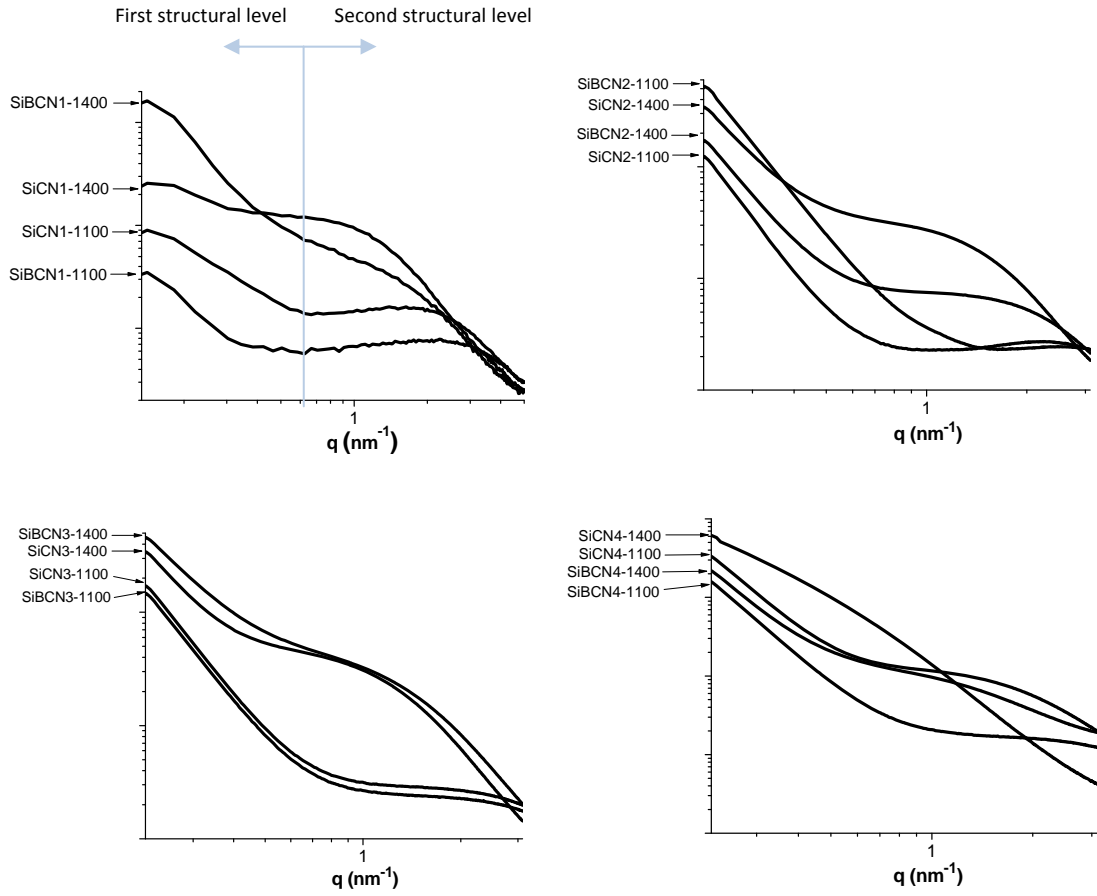 First structural level
Second structural level
SiBCN1-1400
SiCN1-1400
SiCN1-1100
SiBCN1-1100
1
q (nm⁻¹)
SiBCN2-1100
SiCN2-1400
SiBCN2-1400
SiCN2-1100
1
q (nm⁻¹)
SiBCN3-1400
SiCN3-1400
SiCN3-1100
SiBCN3-1100
1
q (nm⁻¹)
SiCN4-1400
SiCN4-1100
SiBCN4-1400
SiBCN4-1100
1
q (nm⁻¹)